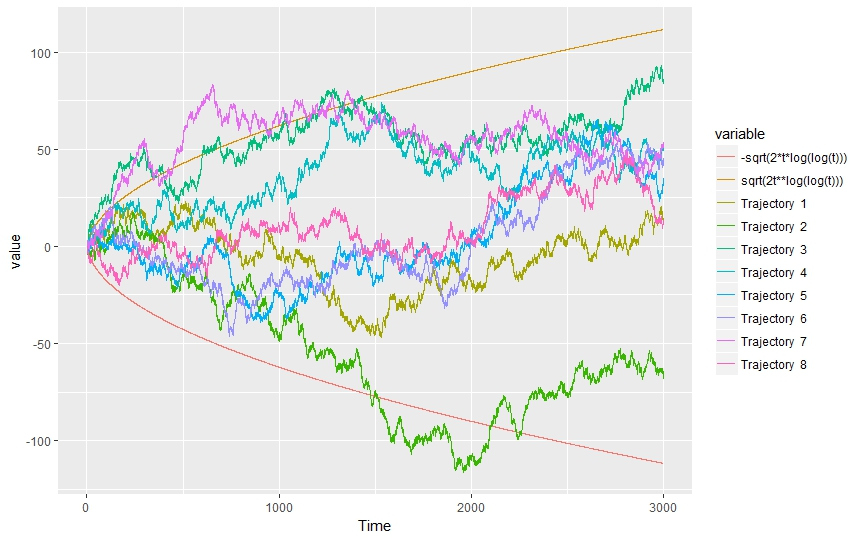 100
50
0
-50
-100
value
0
1000
2000
3000
Time
variable
-sqrt(2*t*log(log(t)))
sqrt(2t**log(log(t)))
Trajectory 1
Trajectory 2
Trajectory 3
Trajectory 4
Trajectory 5
Trajectory 6
Trajectory 7
Trajectory 8